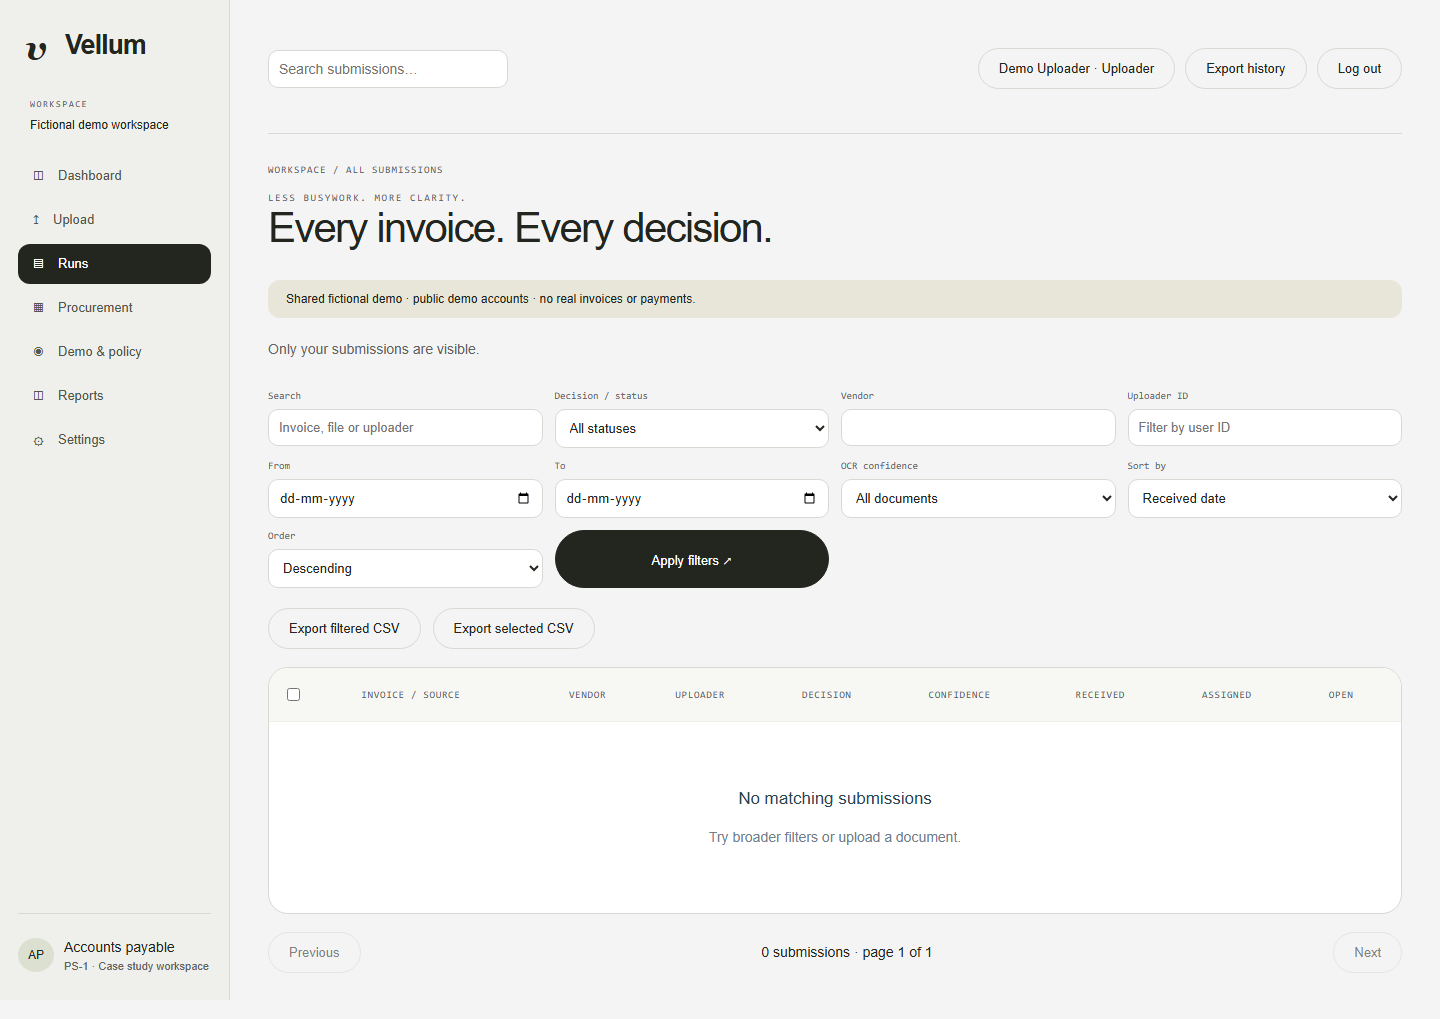 v Vellum
WORKSPACE
Fictional demo workspace
Dashboard
Upload
Runs
Procurement
Demo & policy
Reports
Settings
AP
Accounts payable
PS-1 · Case study workspace
Search submissions...
Demo Uploader · Uploader
Export history
Log out
WORKSPACE / ALL SUBMISSIONS
LESS BUSYWORK. MORE CLARITY.
Every invoice. Every decision.
Shared fictional demo · public demo accounts · no real invoices or payments.
Only your submissions are visible.
Search
Decision / status
Vendor
Uploader ID
Invoice, file or uploader
All statuses
Filter by user ID
From
To
OCR confidence
Sort by
dd-mm-yyyy
dd-mm-yyyy
All documents
Received date
Order
Descending
Apply filters ↗
Export filtered CSV
Export selected CSV
INVOICE / SOURCE
VENDOR
UPLOADER
DECISION
CONFIDENCE
RECEIVED
ASSIGNED
OPEN
No matching submissions
Try broader filters or upload a document.
Previous
0 submissions · page 1 of 1
Next